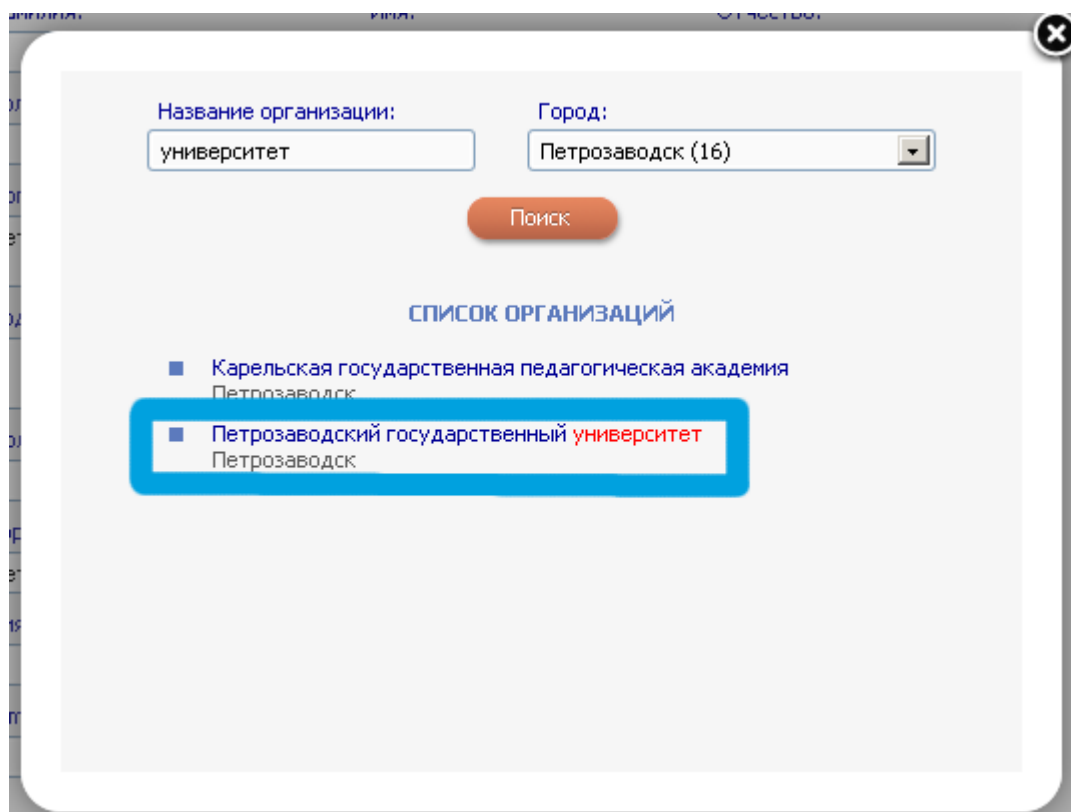 Название организации: Город:
университет Петрозаводск (16)
Поиск
СПИСОК ОРГАНИЗАЦИЙ
Карельская государственная педагогическая академия
Петрозаводск
Петрозаводский государственный университет
Петрозаводск